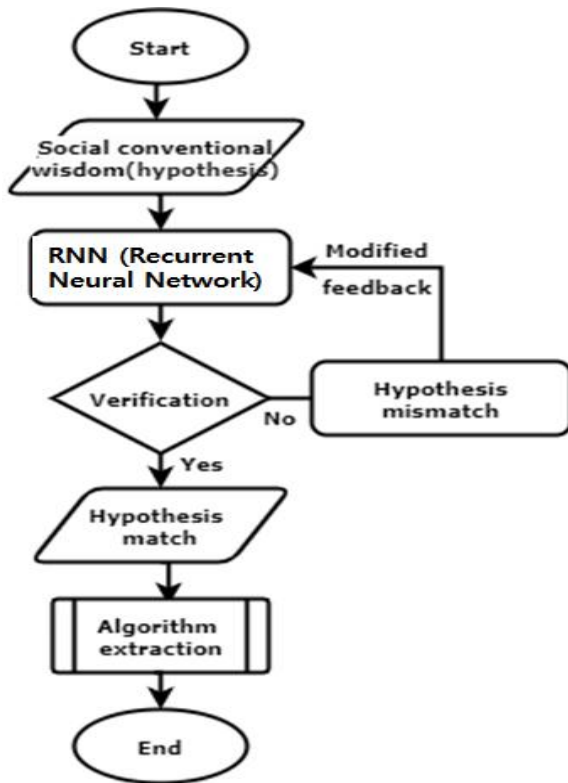 Start
Social conventional
wisdom(hypothesis)
RNN (Recurrent
Neural Network)
Modified
feedback
Verification
No
Hypothesis
mismatch
Yes
Hypothesis
match
Algorithm
extraction
End